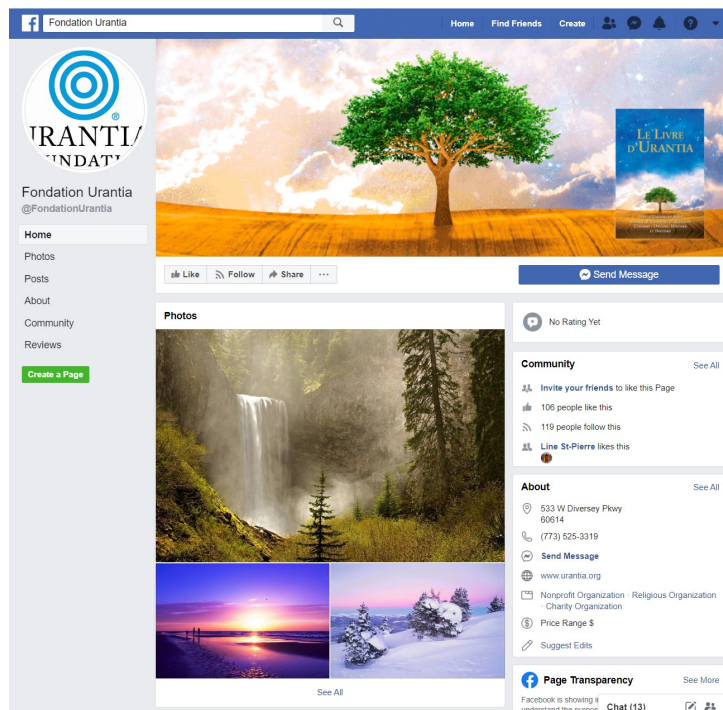 Fondation Urantia
Home
Find Friends
Create
URANTIA
®
Fondation Urantia
@FondationUrantia
Home
Photos
Posts
About
Community
Reviews
Create a Page
LE LIVRE
D'URANTIA
Like
Follow
Share
Send Message
Photos
See All
No Rating Yet
Community
See All
Invite your friends to like this Page
106 people like this
119 people follow this
Line St-Pierre likes this
About
See All
533 W Diversey Pkwy
60614
(773) 525-3319
Send Message
www.urantia.org
Nonprofit Organization · Religious Organization
· Charity Organization
Price Range $
Suggest Edits
Page Transparency
See More
Facebook is showing
Chat (13)